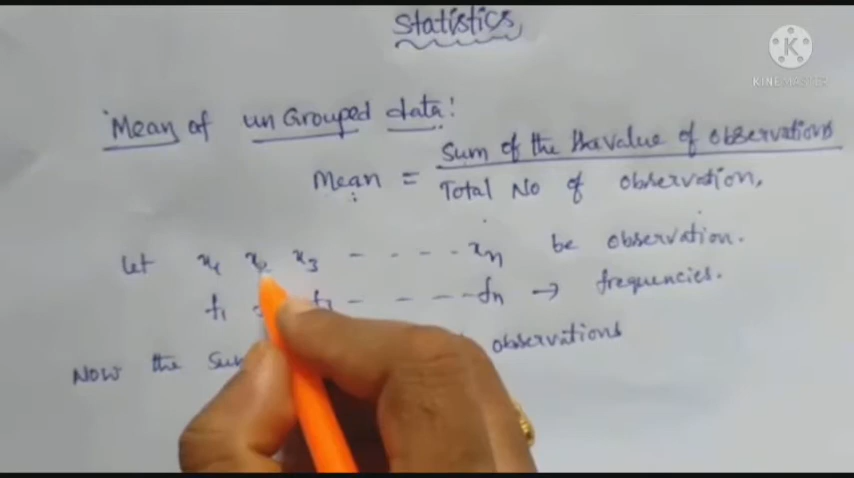 Statistics
K
KINEMASTER
Mean of un Grouped data:
Mean = Sum of the value of observations
Total No of observation,
Let x1 x2 x3 - - - - - xn be observation.
f1 - - - - fn → frequencies.
Now the observations